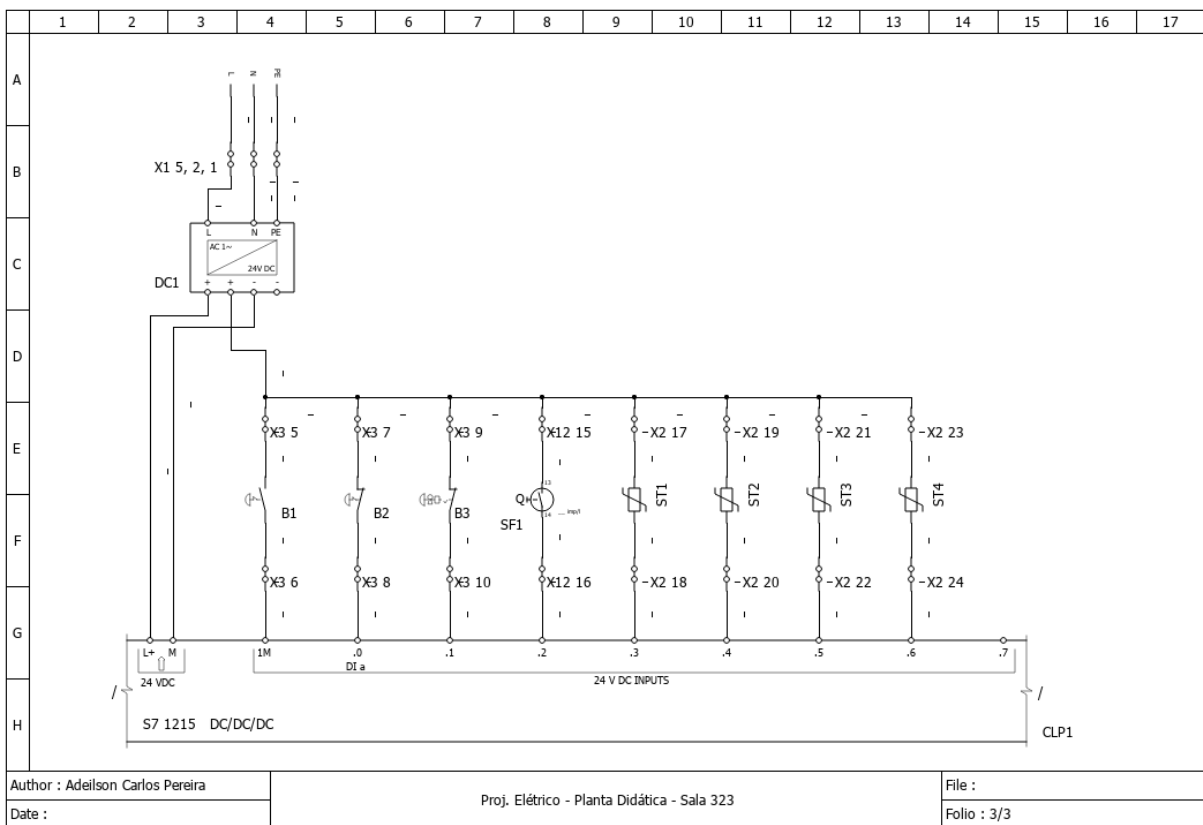 1 2 3 4 5 6 7 8 9 10 11 12 13 14 15 16 17
A
L N PE
B
X1 5, 2, 1
C
L N PE
AC 1~
24V DC
DC1
+ + - -
D
E
X3 5 X3 7 X3 9 X12 15 -X2 17 -X2 19 -X2 21 -X2 23
13
B1 B2 B3 SF1 ST1 ST2 ST3 ST4
14
F
X3 6 X3 8 X3 10 X12 16 -X2 18 -X2 20 -X2 22 -X2 24
G
L+ M 1M .0 .1 .2 .3 .4 .5 .6 .7
DI a
24 VDC
24 V DC INPUTS
/ /
H
S7 1215 DC/DC/DC
CLP1
Author : Adeilson Carlos Pereira
Date :
Proj. Elétrico - Planta Didática - Sala 323
File :
Folio : 3/3